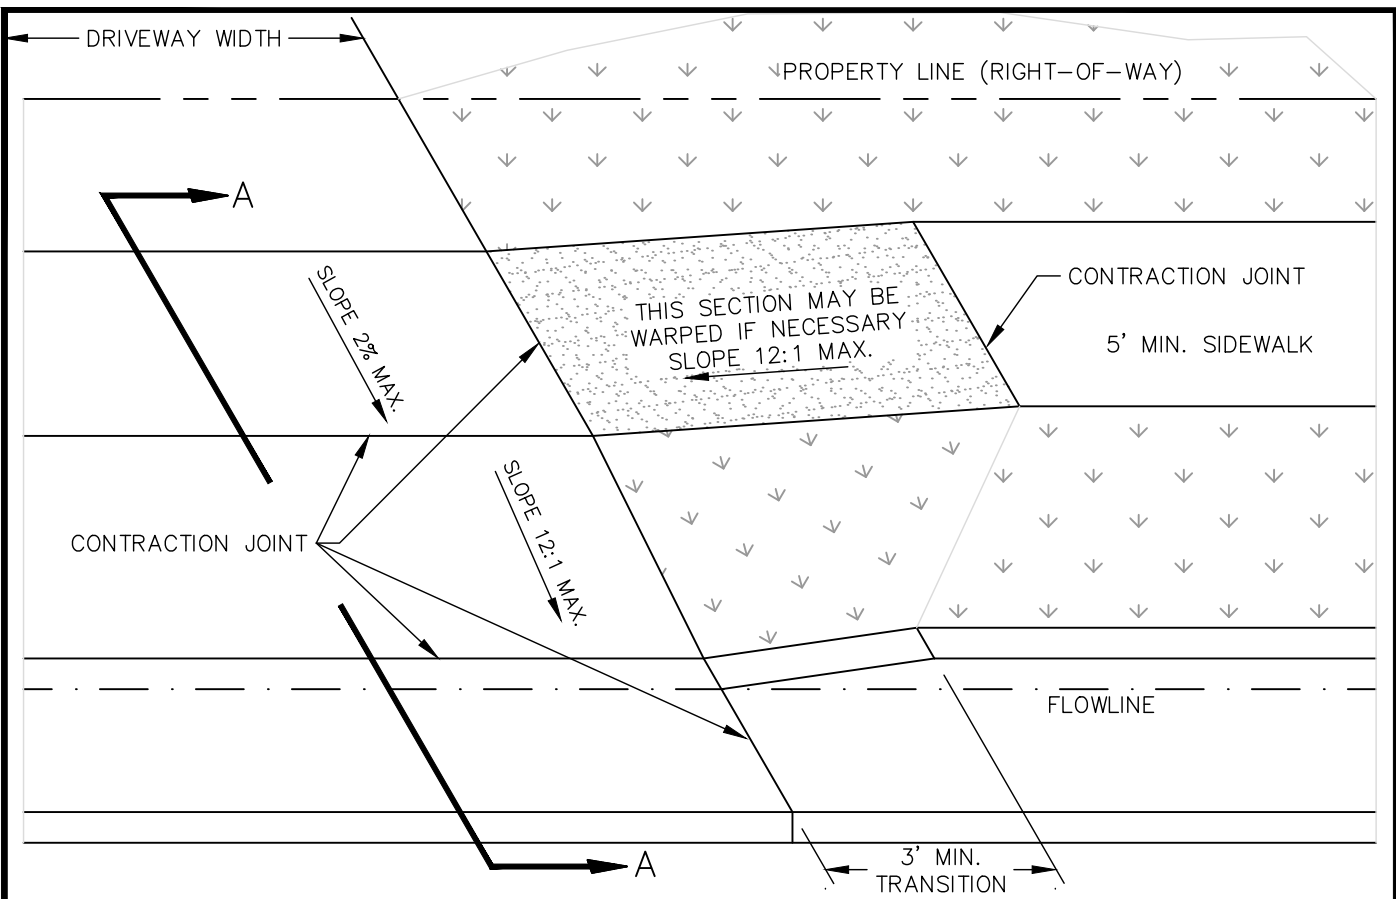 DRIVEWAY WIDTH
PROPERTY LINE (RIGHT-OF-WAY)
A
SLOPE 2% MAX.
THIS SECTION MAY BE
WARPED IF NECESSARY
SLOPE 12:1 MAX.
CONTRACTION JOINT
5' MIN. SIDEWALK
SLOPE 12:1 MAX.
CONTRACTION JOINT
FLOWLINE
A
3' MIN.
TRANSITION